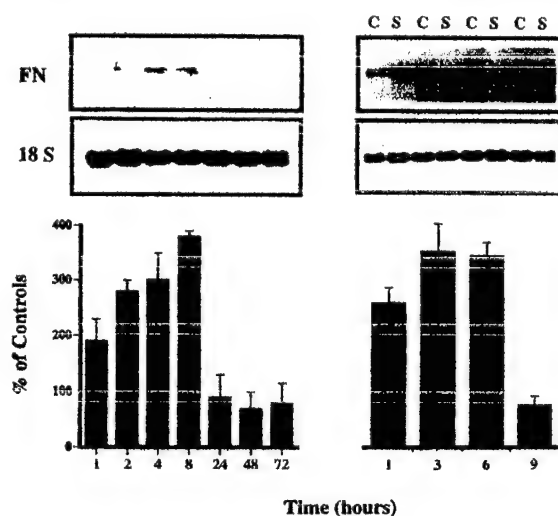 C S C S C S C S
FN
18 S
400
300
200
100
0
% of Controls
1 2 4 8 24 48 72
1 3 6 9
Time (hours)